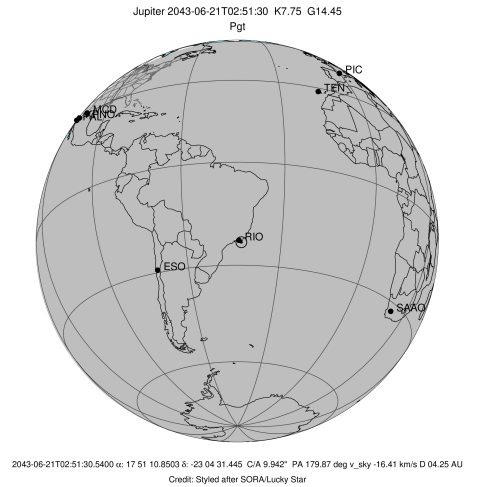 Jupiter 2043-06-21T02:51:30 K7.75 G14.45
Pgt
PIC
TEN
MCD
RIO
ESO
SAAO
2043-06-21T02:51:30.5400 α: 17 51 10.8503 δ: -23 04 31.445 C/A 9.942" PA 179.87 deg v_sky -16.41 km/s D 04.25 AU
Credit: Styled after SORA/Lucky Star